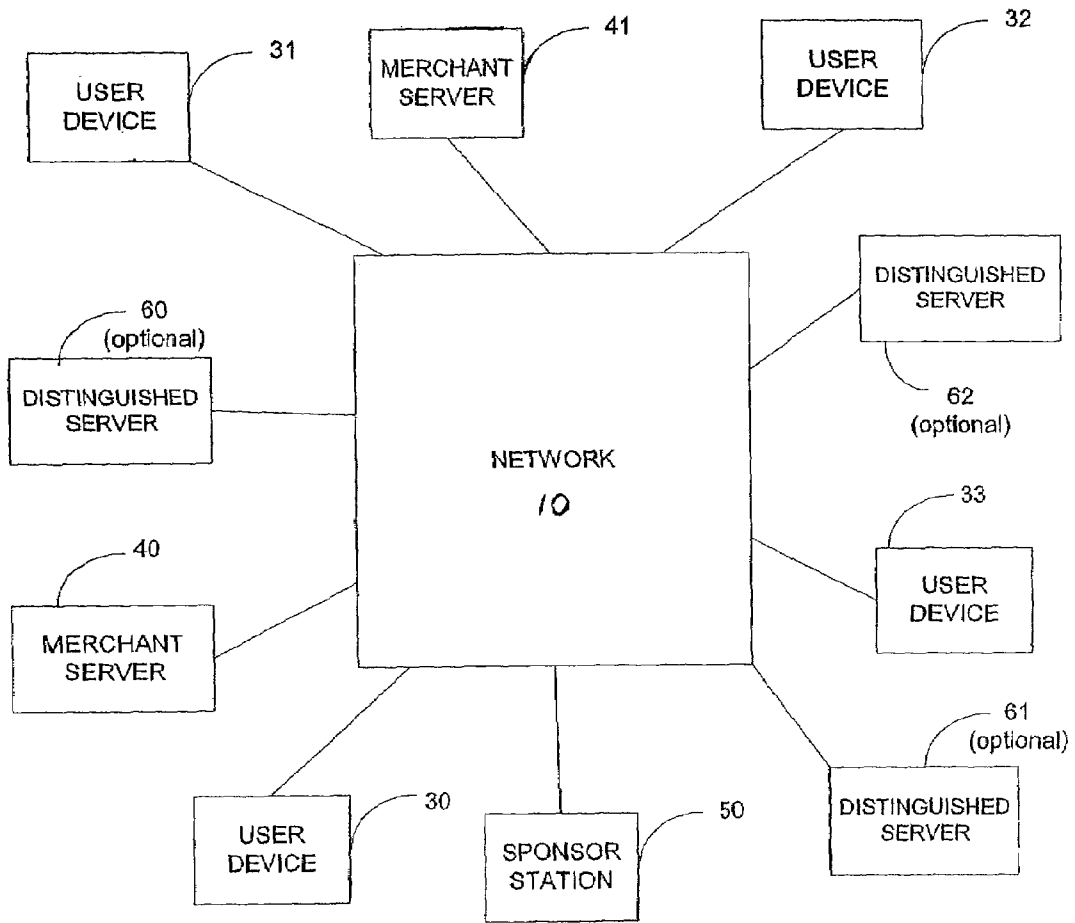 31
USER
DEVICE
41
MERCHANT
SERVER
32
USER
DEVICE
60
(optional)
DISTINGUISHED
SERVER
DISTINGUISHED
SERVER
62
(optional)
NETWORK
10
33
USER
DEVICE
40
MERCHANT
SERVER
61
(optional)
DISTINGUISHED
SERVER
30
USER
DEVICE
50
SPONSOR
STATION